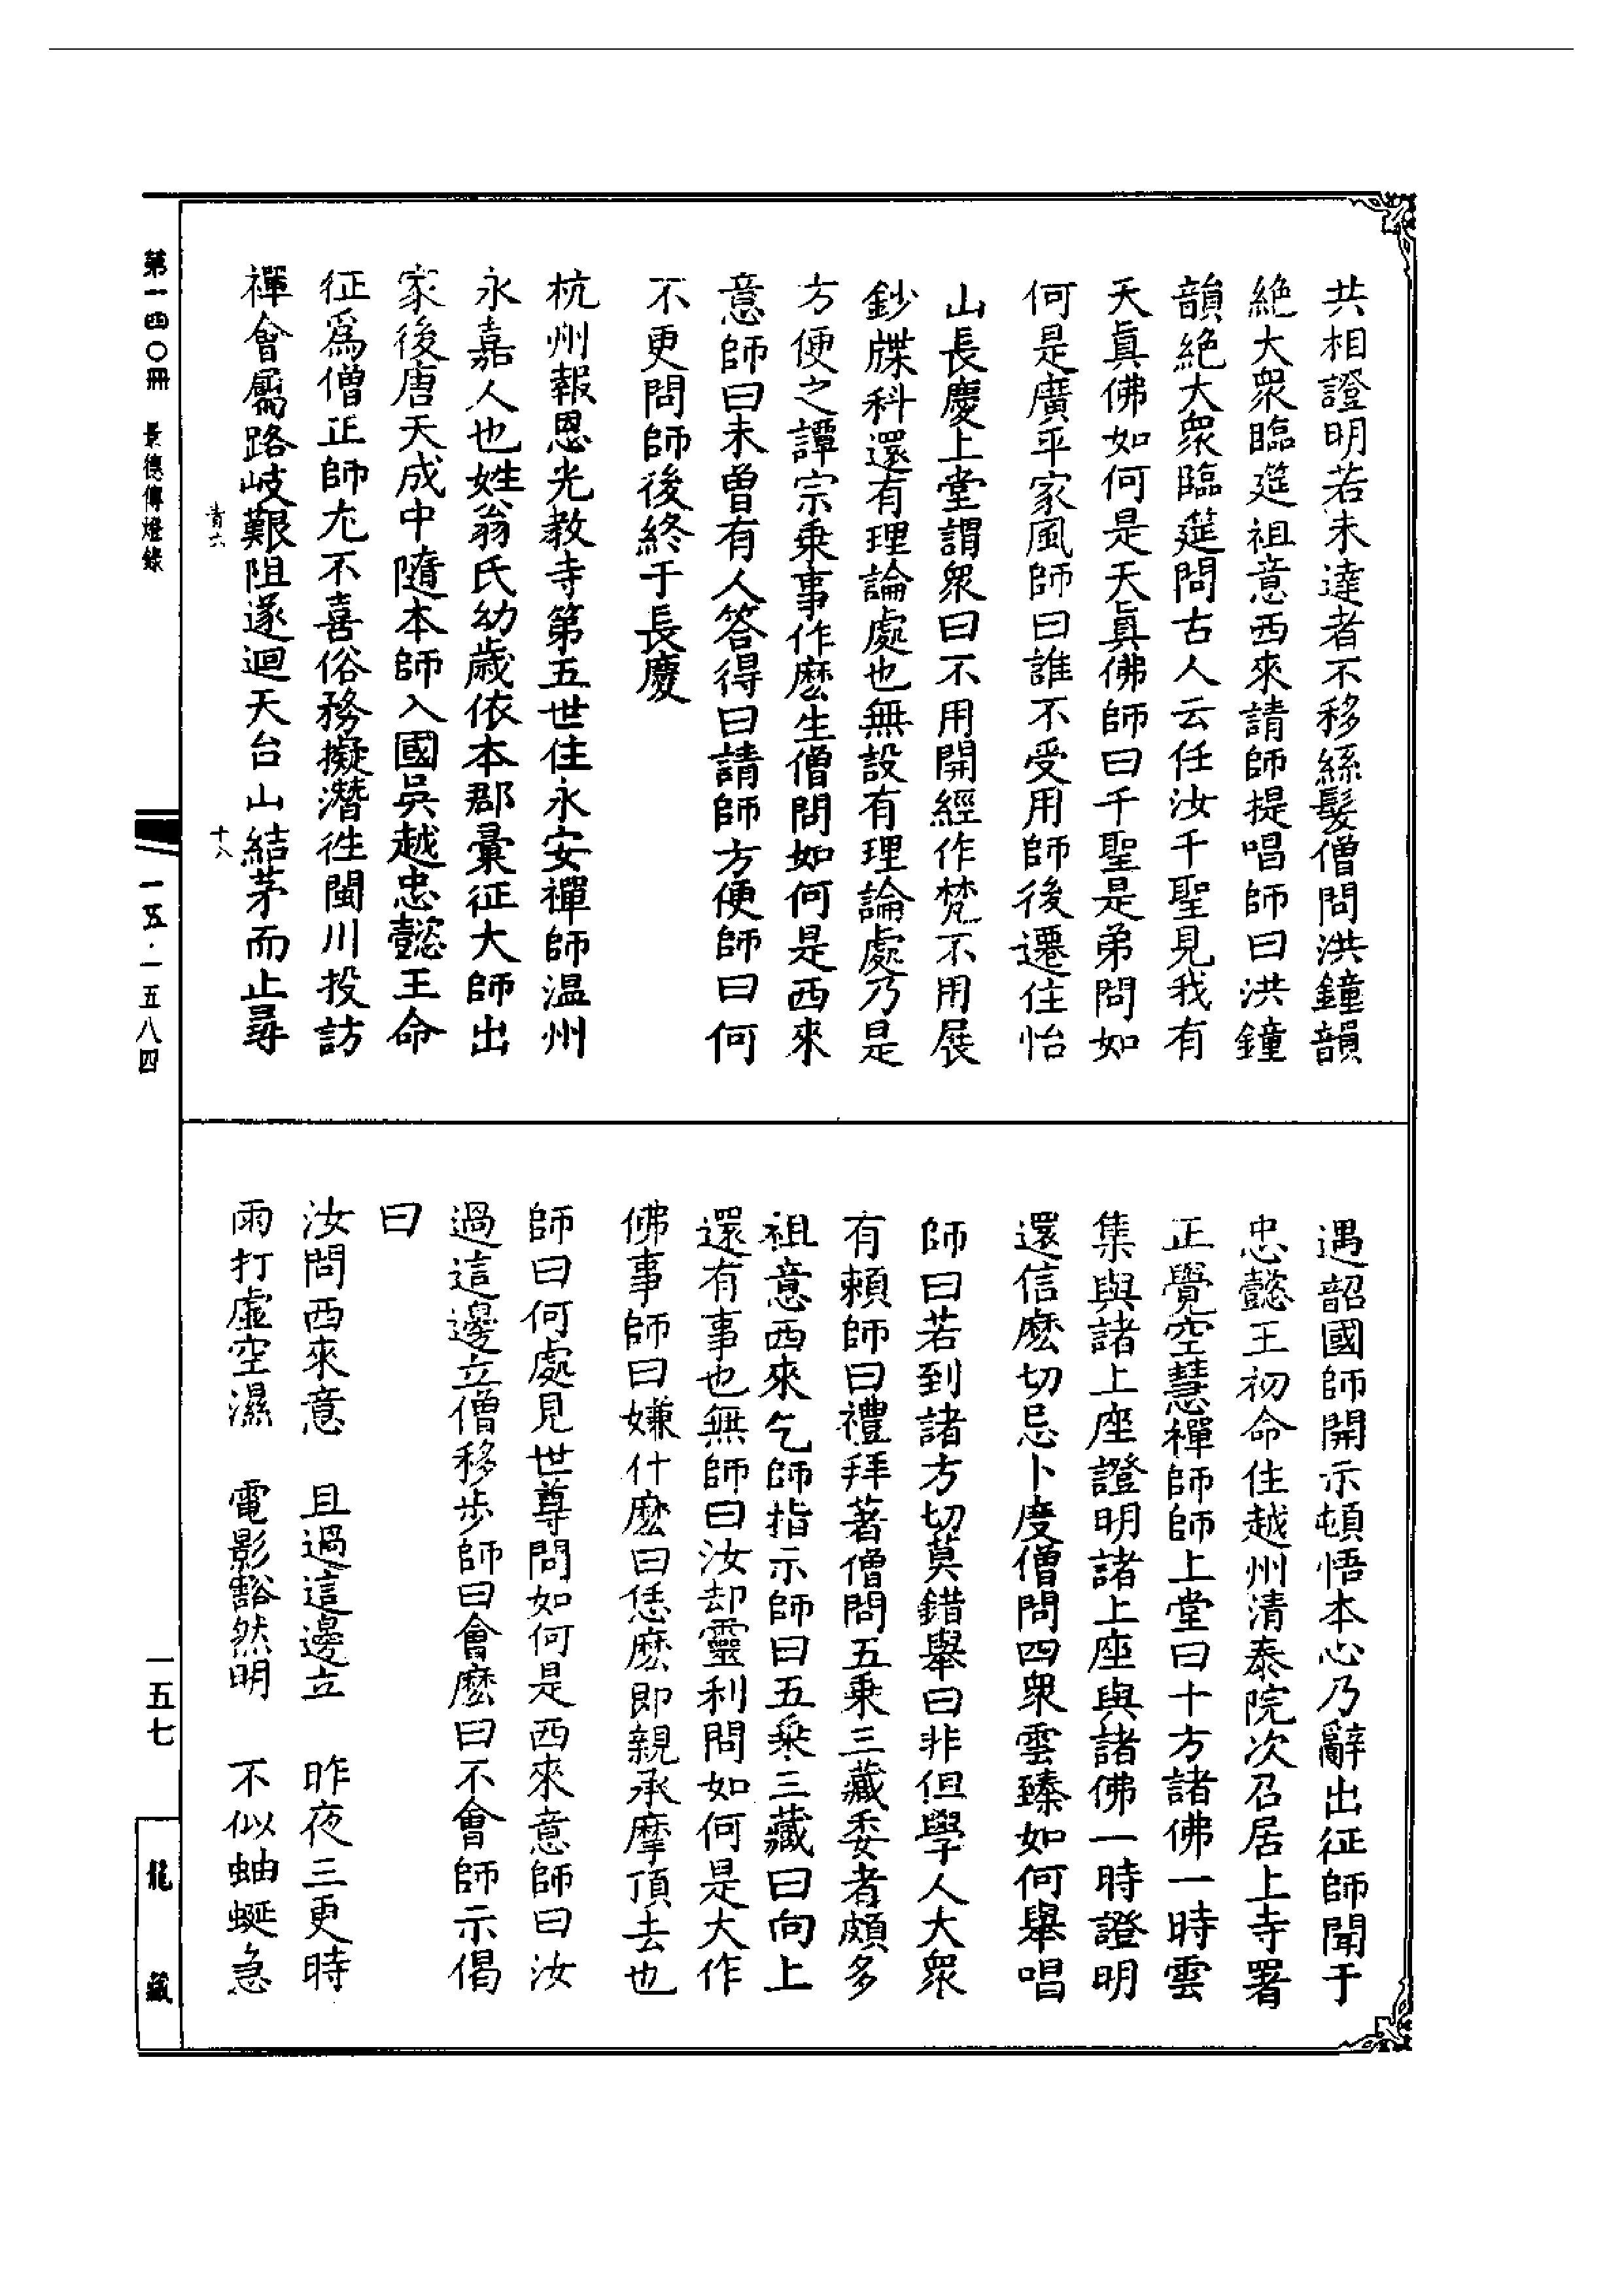 共相證明若未達者不移絲髮僧問洪鐘韻
絶大衆臨筵祖意西來請師提唱師曰洪鐘
韻絶大衆臨筵問古人云任汝千聖見我有
天真佛如何是天真佛師曰千聖是弟問如
何是廣平家風師曰誰不受用師後遷住怡
山長慶上堂謂衆曰不用開經作梵不用展
鈔牒科還有理論處也無設有理論處乃是
方便之譚宗乗事作麽生僧問如何是西來
意師曰未曽有人答得曰請師方便師曰何
不更問師後終于長慶
杭州報恩光教寺第五世住永安禪師温州
永嘉人也姓翁氏幼歲依本郡彚征大師出
家後唐天成中隨本師入國吳越忠懿王命
征爲僧正師尤不喜俗務擬潛徃閩川投訪
禪會屬路岐艱阻遂迴天台山結茅而止尋
遇韶國師開示頓悟本心乃辭出征師聞于
忠懿王初命住越州清泰院次召居上寺署
正覺空慧禪師師上堂曰十方諸佛一時雲
集與諸上座證明諸上座與諸佛一時證明
還信麽切忌卜度僧問四衆雲臻如何舉唱
師曰若到諸方切莫錯舉曰非但學人大衆
有賴師曰禮拜著僧問五乗三藏委者頗多
祖意西來乞師指示師曰五乗三藏曰向上
還有事也無師曰汝却靈利問如何是大作
佛事師曰嫌什麽曰恁麽即親承摩頂去也
師曰何處見世尊問如何是西來意師曰汝
過這邊立僧移步師曰會麽曰不會師示偈
曰
汝問西來意　且過這邊立　昨夜三更時
雨打虛空濕　電影豁然明　不似蚰蜒急
第一四〇冊　景德傳燈錄
青六
十八
一五・一五八四
一五七
龍藏